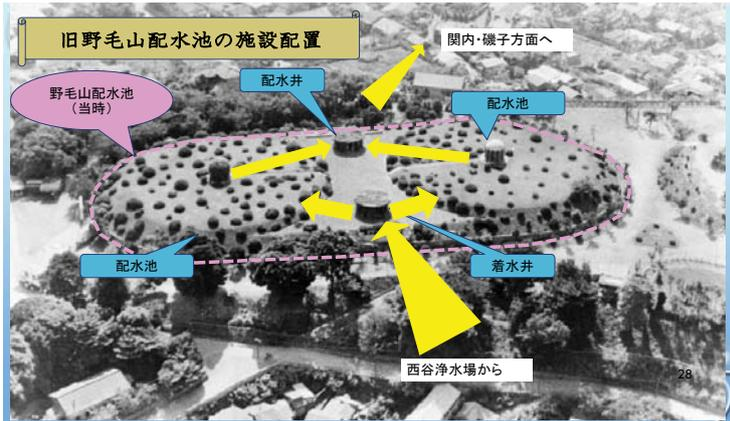 旧野毛山配水池の施設配置
関内・磯子方面へ
配水井
野毛山配水池
（当時）
配水池
配水池
着水井
西谷浄水場から
28